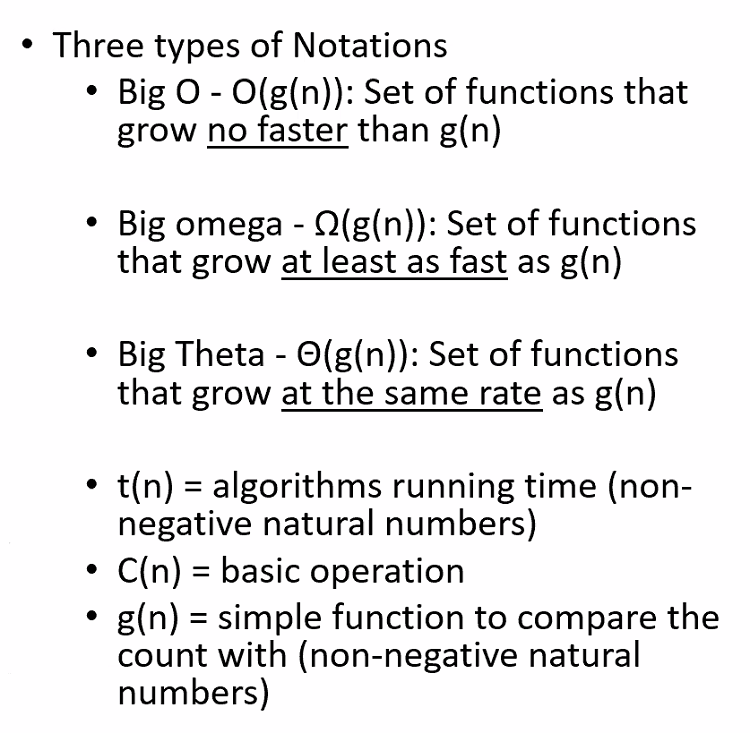 • Three types of Notations
• Big O - O(g(n)): Set of functions that
grow no faster than g(n)
• Big omega - Ω(g(n)): Set of functions
that grow at least as fast as g(n)
• Big Theta - Θ(g(n)): Set of functions
that grow at the same rate as g(n)
• t(n) = algorithms running time (non-
negative natural numbers)
• C(n) = basic operation
• g(n) = simple function to compare the
count with (non-negative natural
numbers)